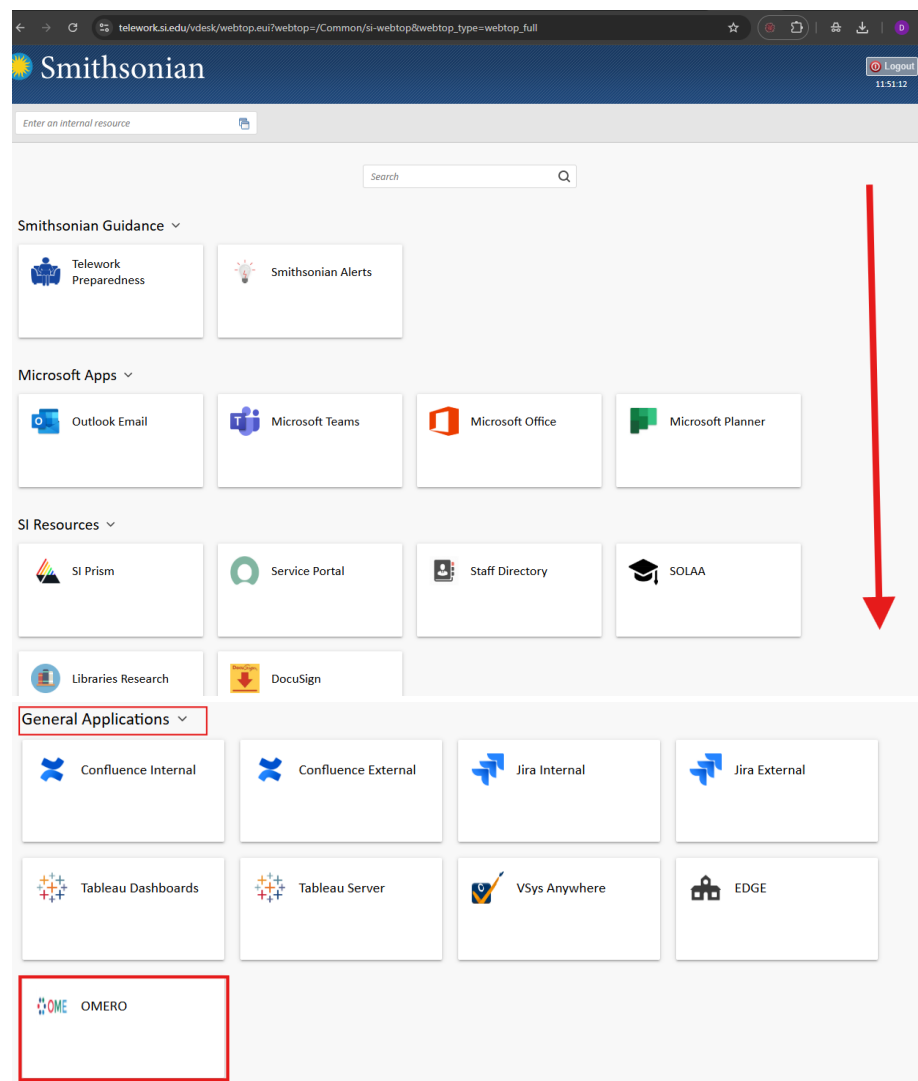 telework.si.edu/vdesk/webtop.eui?webtop=/Common/si-webtop&webtop_type=webtop_full
D
Smithsonian
Logout
11:51:12
Enter an internal resource
Search
Smithsonian Guidance
Telework
Preparedness
Smithsonian Alerts
Microsoft Apps
Outlook Email
Microsoft Teams
Microsoft Office
Microsoft Planner
SI Resources
SI Prism
Service Portal
Staff Directory
SOLAA
Libraries Research
DocuSign
General Applications
Confluence Internal
Confluence External
Jira Internal
Jira External
Tableau Dashboards
Tableau Server
VSys Anywhere
EDGE
OME
OMERO